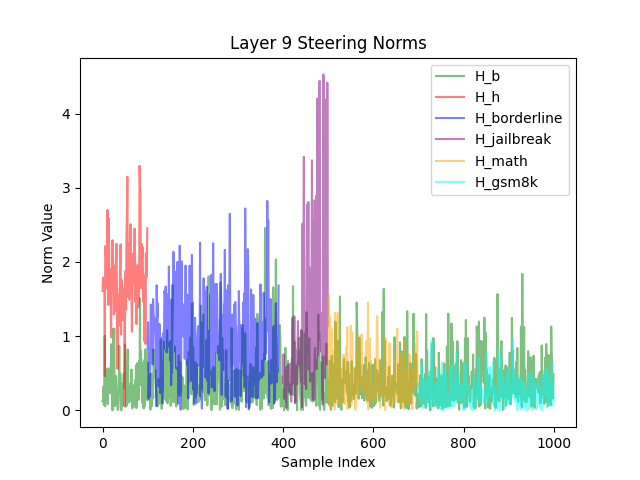 Layer 9 Steering Norms
Norm Value
4
3
2
1
0
H_b
H_h
H_borderline
H_jailbreak
H_math
H_gsm8k
0
200
400
600
800
1000
Sample Index